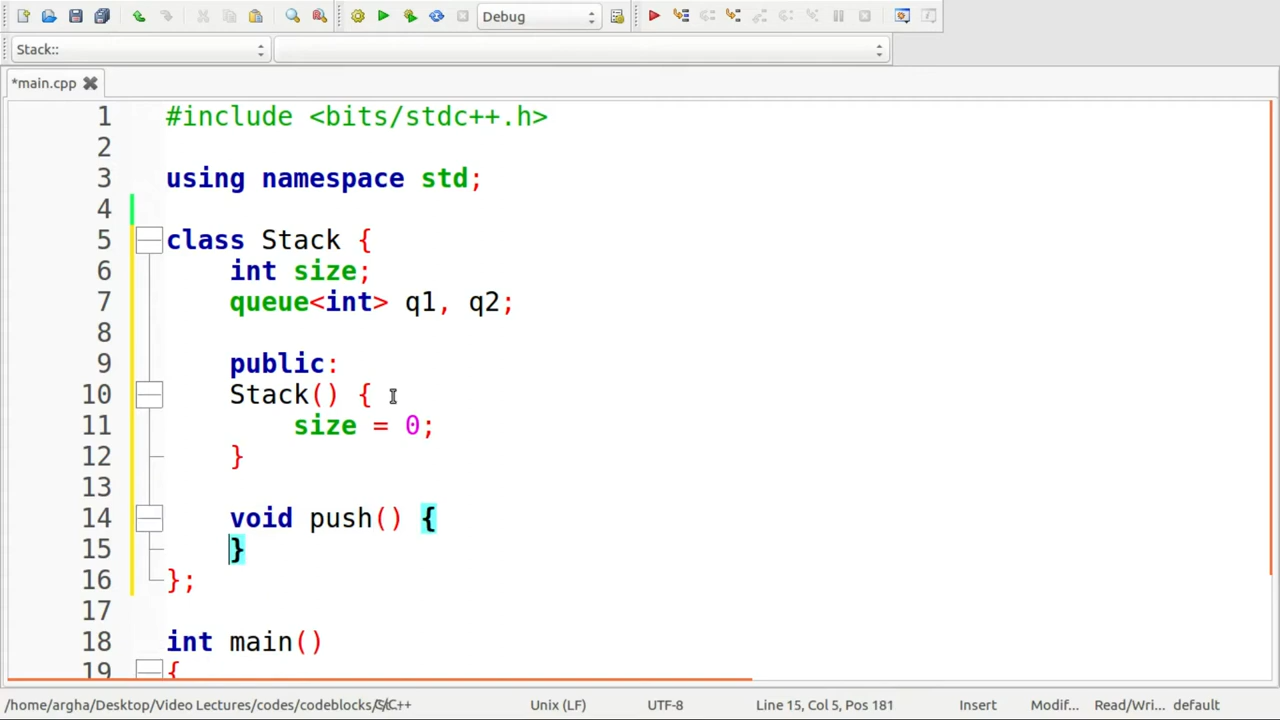 Debug
Stack::
*main.cpp
1 #include <bits/stdc++.h>
2
3 using namespace std;
4
5 class Stack {
6 int size;
7 queue<int> q1, q2;
8
9 public:
10 Stack() {
11 size = 0;
12 }
13
14 void push() {
15 }
16 };
17
18 int main()
19 {
/home/argha/Desktop/Video Lectures/codes/codeblocks/ C/C++ Unix (LF) UTF-8 Line 15, Col 5, Pos 181 Insert Modif... Read/Wri... default